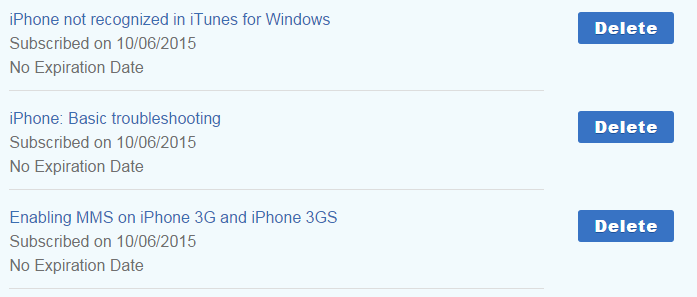 iPhone not recognized in iTunes for Windows
Delete
Subscribed on 10/06/2015
No Expiration Date
iPhone: Basic troubleshooting
Delete
Subscribed on 10/06/2015
No Expiration Date
Enabling MMS on iPhone 3G and iPhone 3GS
Delete
Subscribed on 10/06/2015
No Expiration Date